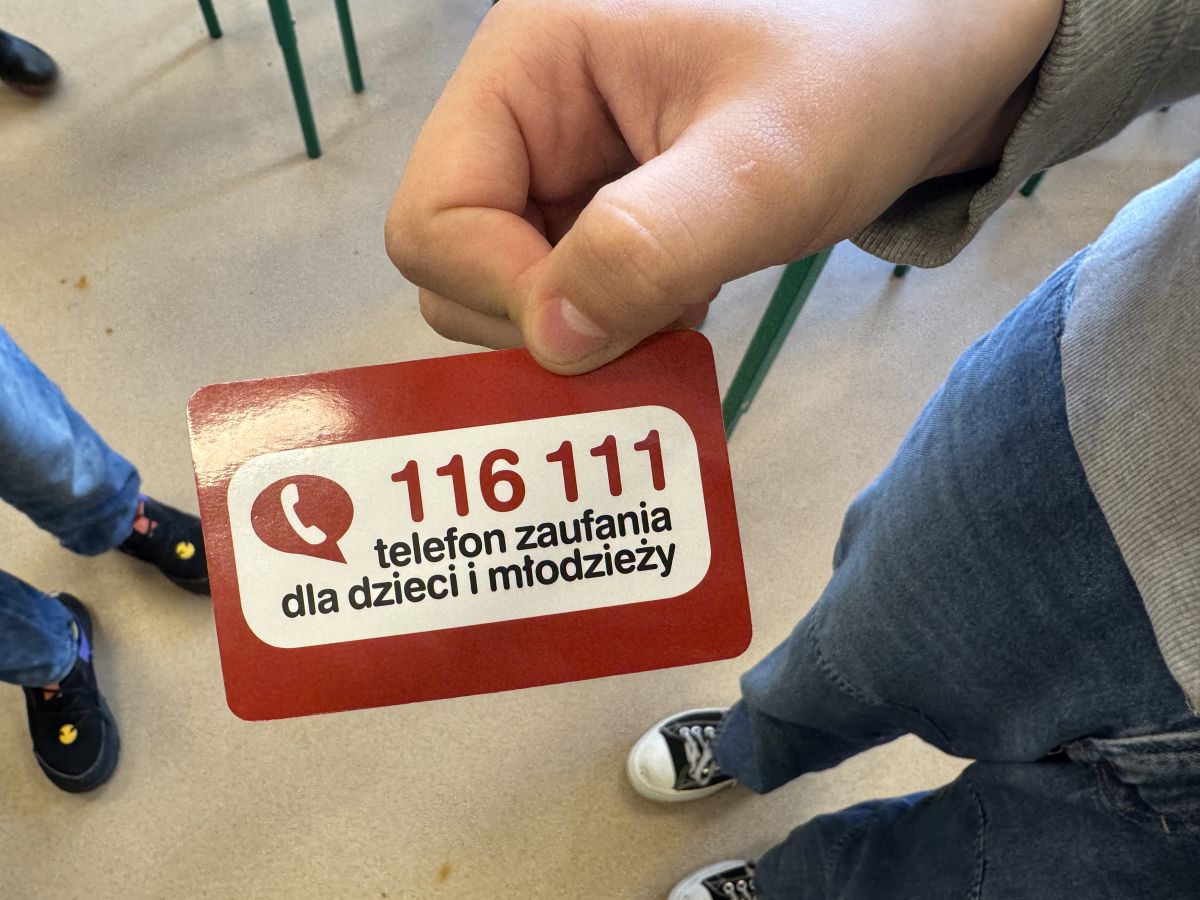 116 111
telefon zaufania
dla dzieci i młodzieży